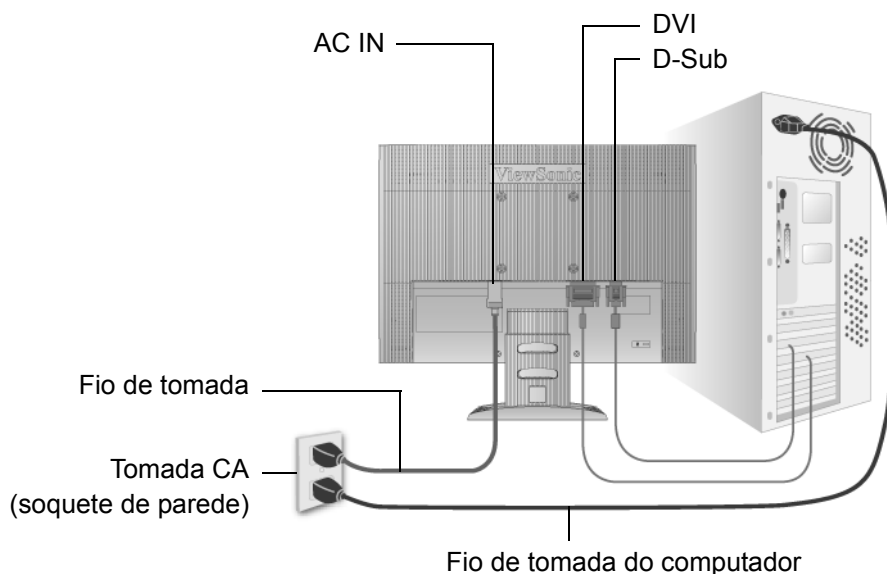 AC IN
DVI
D-Sub
ViewSonic
Fio de tomada
Tomada CA
(soquete de parede)
Fio de tomada do computador